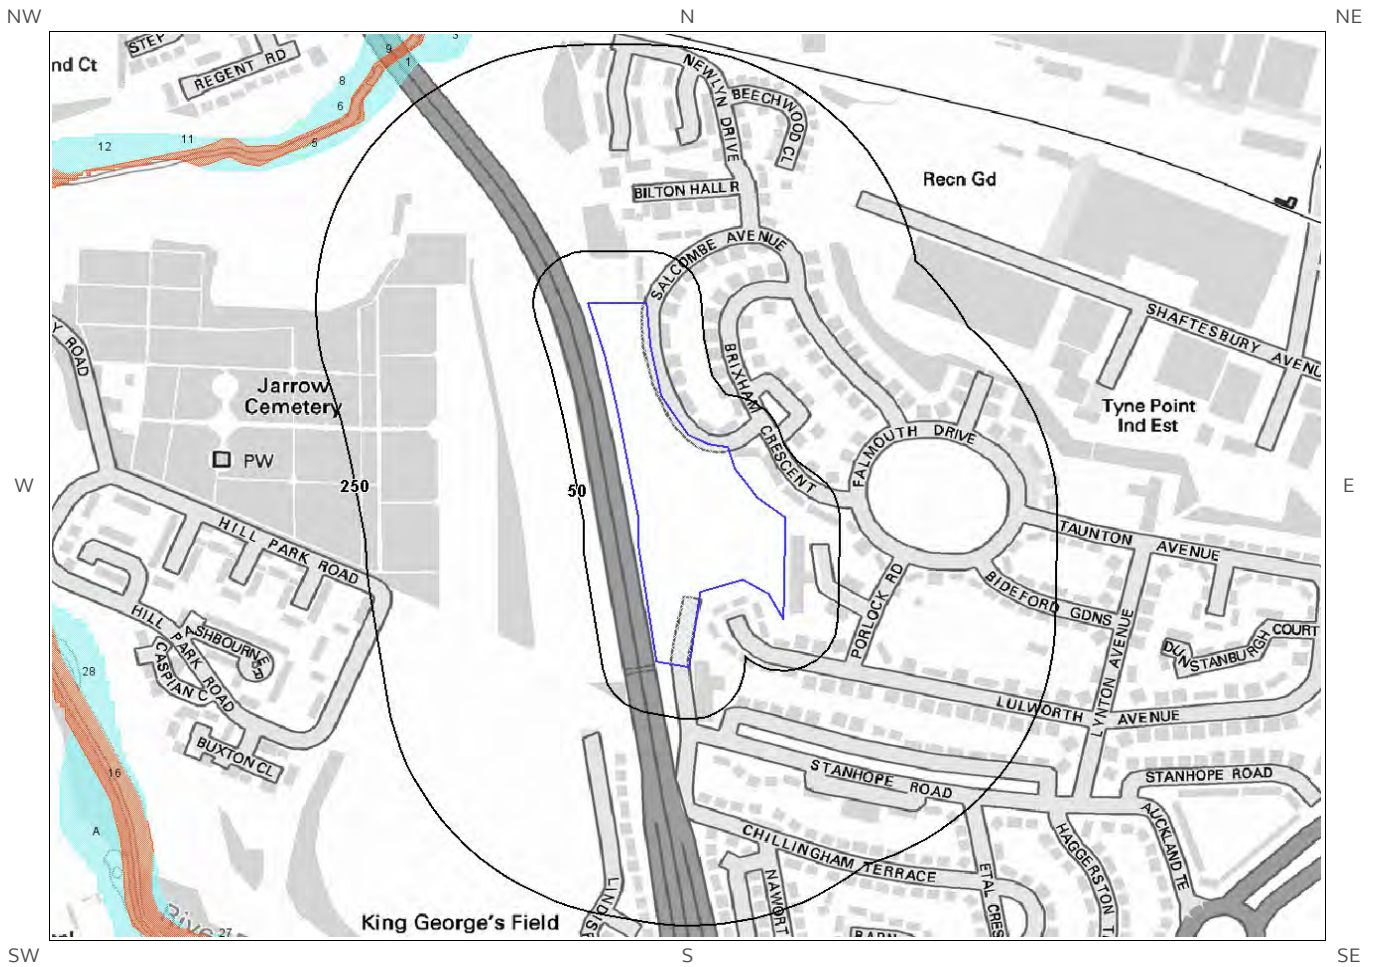 NW
N
NE
STEP
REGENT RD
nd Ct
9
1
3
8
6
5
11
12
NEWLYN DRIVE
BEECHWOOD CL
BILTON HALL R
Recn Gd
SALCOMBE AVENUE
SHAFTESBURY AVENU
Y ROAD
BRIXHAM CRESCENT
Jarrow
Cemetery
PW
Tyne Point
Ind Est
FALMOUTH DRIVE
W
250
50
E
HILL PARK ROAD
TAUNTON AVENUE
BIDEFORD GDNS
PORLOCK RD
LYNTON AVENUE
DUNSTANBURGH COURT
HILL PARK ROAD
ASHBOURNE
CASPIAN C
BUXTON CL
28
16
A
LULWORTH AVENUE
STANHOPE ROAD
STANHOPE ROAD
AUCKLAND TE
HAGGERSTON T
CHILLINGHAM TERRACE
ETAL CRES
NAWORT
LINDISF
King George's Field
Rive
27
SW
S
SE